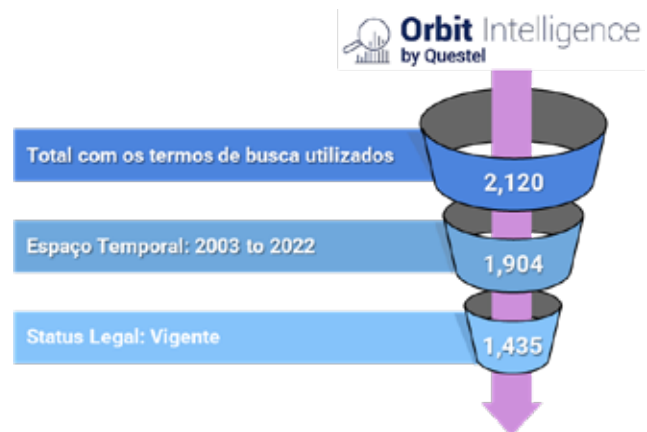 Orbit Intelligence
by Questel
Total com os termos de busca utilizados
2,120
Espaço Temporal: 2003 to 2022
1,904
Status Legal: Vigente
1,435